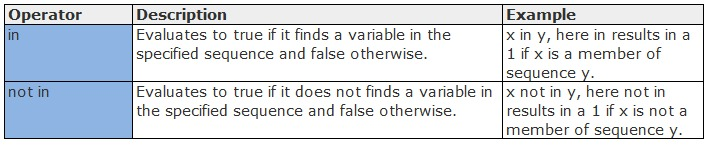 Operator Description Example
in Evaluates to true if it finds a variable in the x in y, here in results in a
specified sequence and false otherwise. 1 if x is a member of
sequence y.
not in Evaluates to true if it does not finds a variable in x not in y, here not in
the specified sequence and false otherwise. results in a 1 if x is not a
member of sequence y.